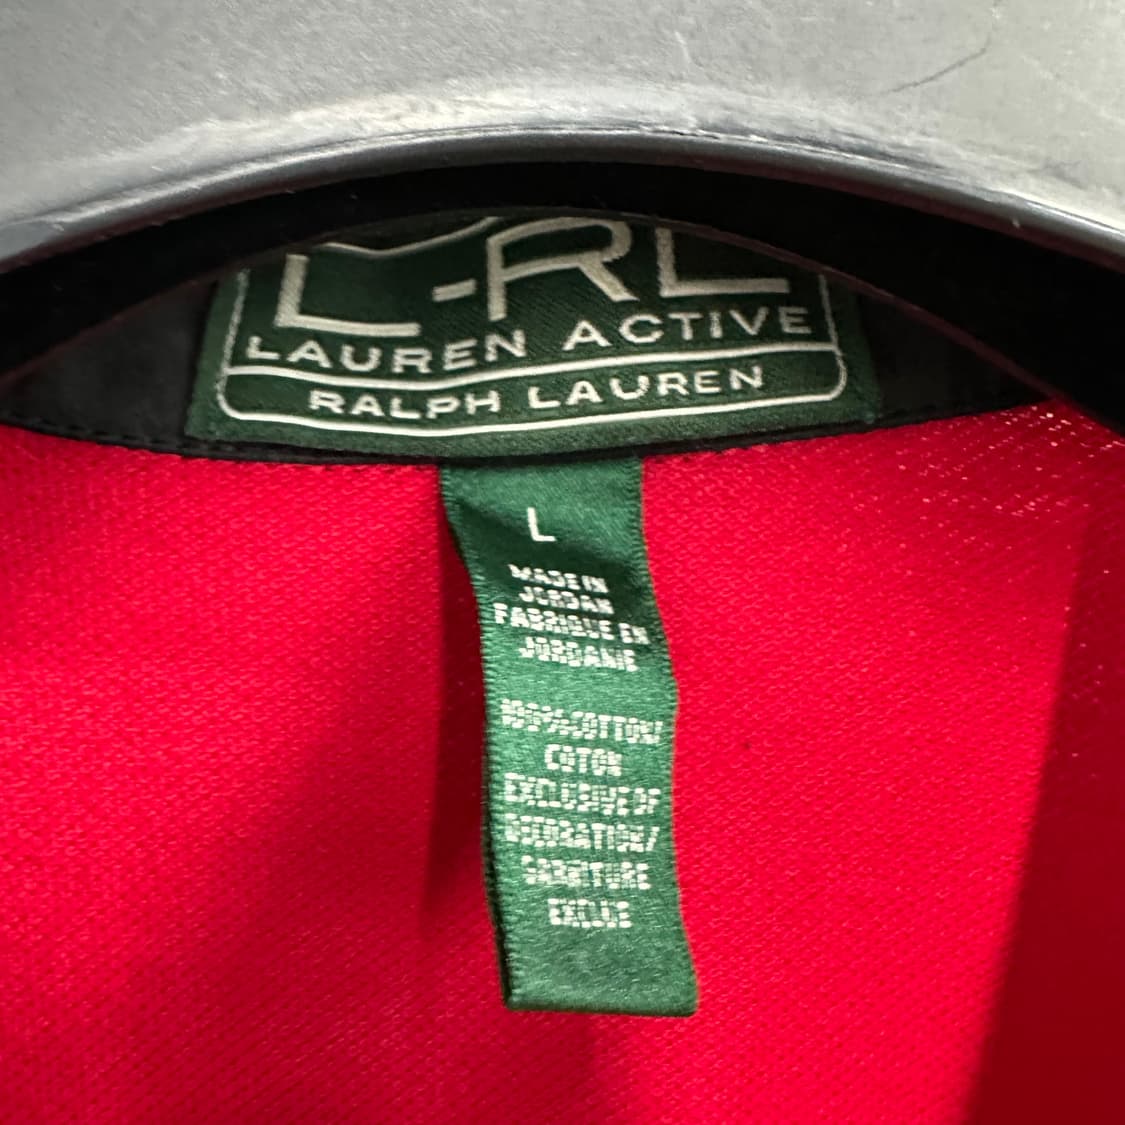 L-RL
LAUREN ACTIVE
RALPH LAUREN
L
MADE IN
JORDAN
FABRIQUE EN
JORDANIE
100% COTTON/
COTON
EXCLUSIVE OF
DECORATION/
GARNITURE
EXCLUE